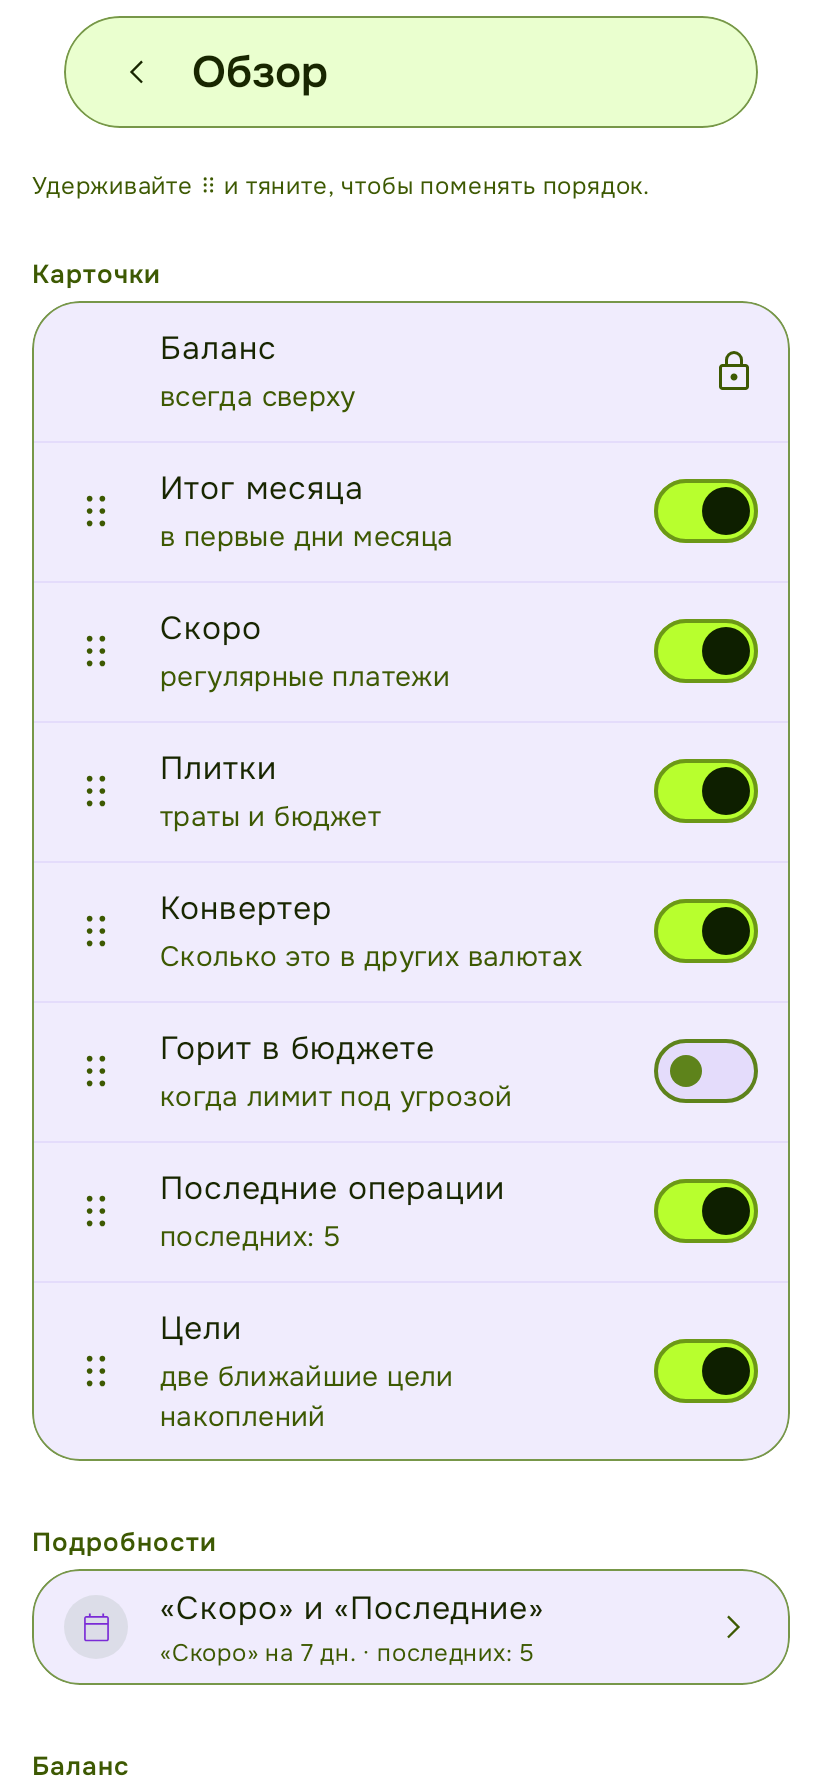 Обзор
Удерживайте ⠿ и тяните, чтобы поменять порядок.
Карточки
Баланс
всегда сверху
Итог месяца
в первые дни месяца
Скоро
регулярные платежи
Плитки
траты и бюджет
Конвертер
Сколько это в других валютах
Горит в бюджете
когда лимит под угрозой
Последние операции
последних: 5
Цели
две ближайшие цели
накоплений
Подробности
«Скоро» и «Последние»
«Скоро» на 7 дн. · последних: 5
Баланс